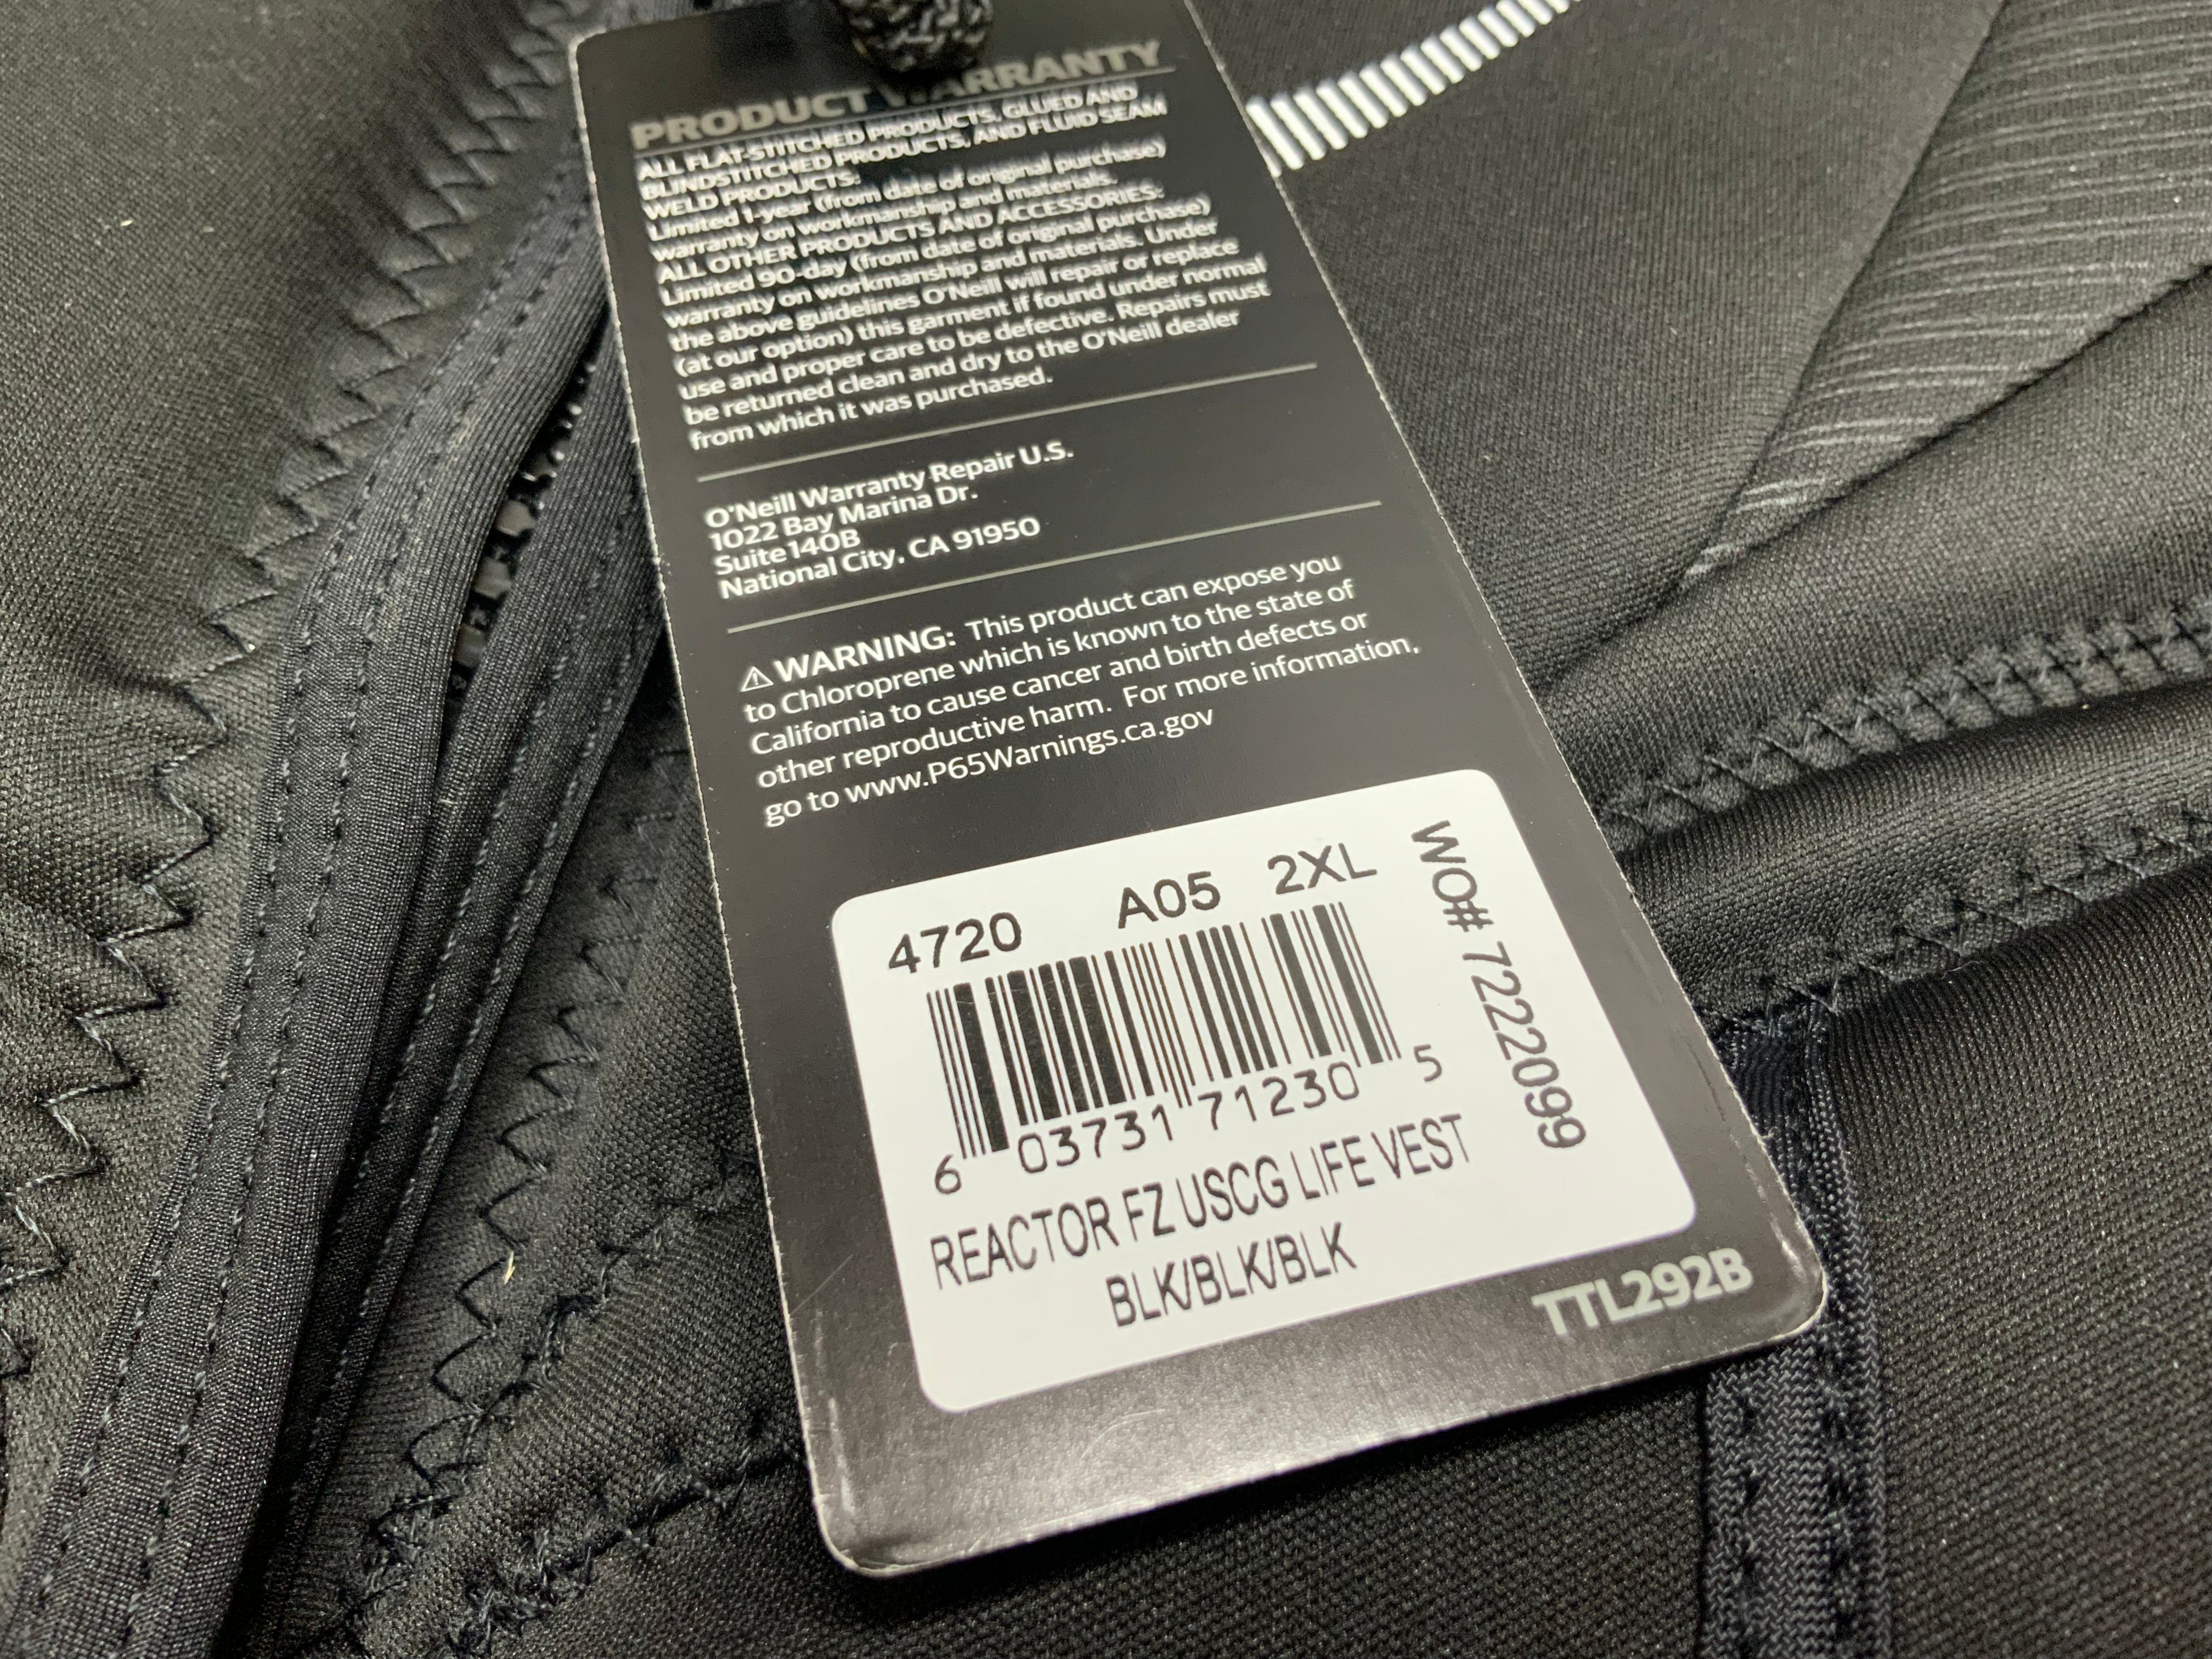 PRODUCT WARRANTY
ALL FLAT-STITCHED PRODUCTS, GLUED AND
BLINDSTITCHED PRODUCTS, AND FLUID SEAM
WELD PRODUCTS:
Limited 1-year (from date of original purchase)
warranty on workmanship and materials.
ALL OTHER PRODUCTS AND ACCESSORIES:
Limited 90-day (from date of original purchase)
warranty on workmanship and materials. Under
the above guidelines O'Neill will repair or replace
(at our option) this garment if found under normal
use and proper care to be defective. Repairs must
be returned clean and dry to the O'Neill dealer
from which it was purchased.
O'Neill Warranty Repair U.S.
1022 Bay Marina Dr.
Suite 140B
National City, CA 91950
⚠WARNING: This product can expose you
to Chloroprene which is known to the state of
California to cause cancer and birth defects or
other reproductive harm. For more information,
go to www.P65Warnings.ca.gov
4720 A05 2XL
WO# 7222099
6 03731 71230 5
REACTOR FZ USCG LIFE VEST
BLK/BLK/BLK
TTL292B